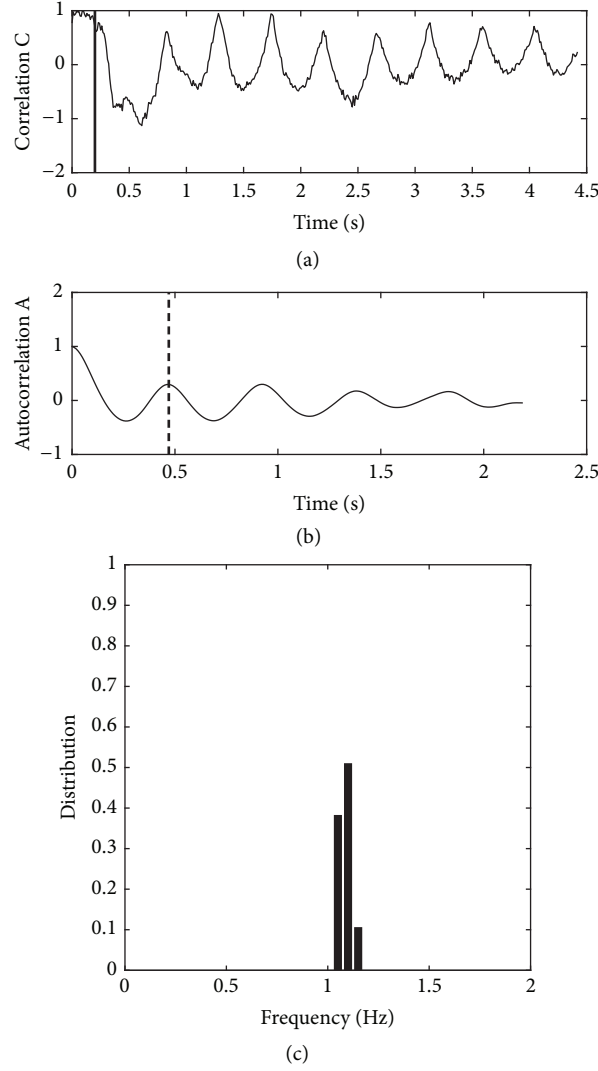 Correlation C
1
0
−1
−2
0 0.5 1 1.5 2 2.5 3 3.5 4 4.5
Time (s)
(a)
Autocorrelation A
2
1
0
−1
0 0.5 1 1.5 2 2.5
Time (s)
(b)
Distribution
1
0.9
0.8
0.7
0.6
0.5
0.4
0.3
0.2
0.1
0
0 0.5 1 1.5 2
Frequency (Hz)
(c)